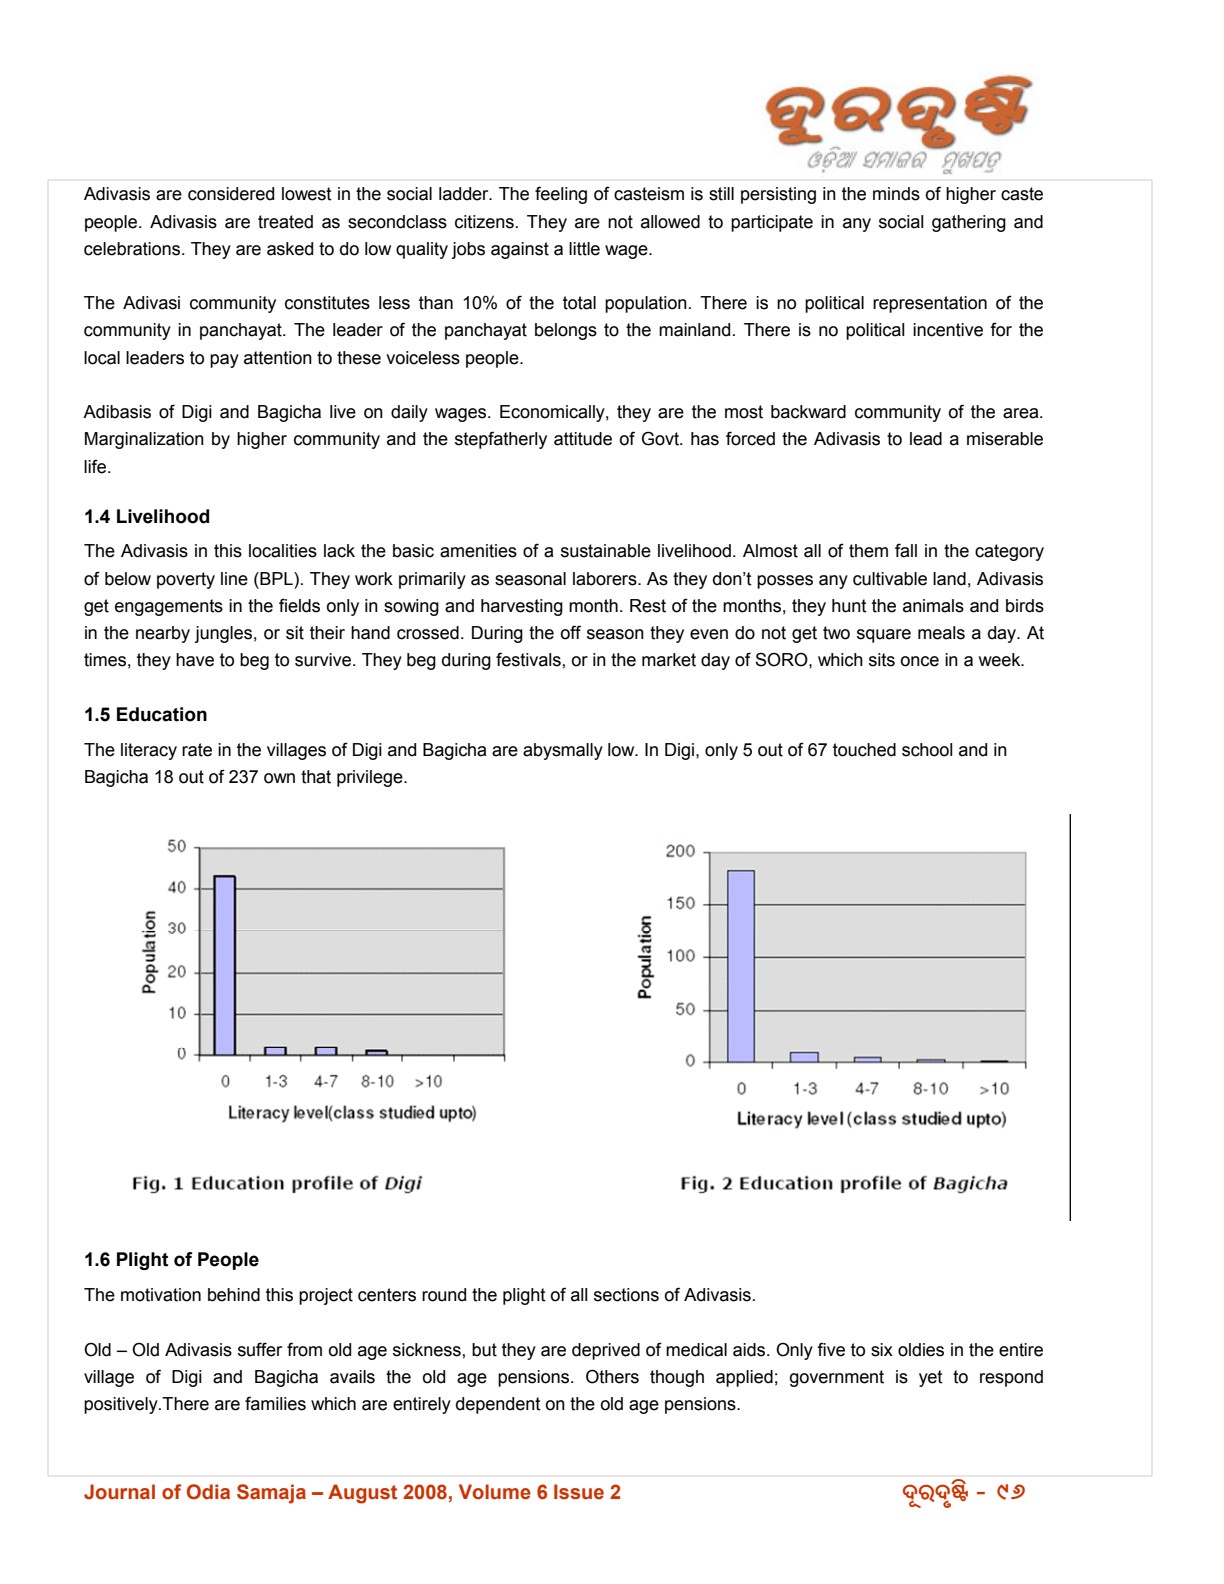 ଦୂରଦୃଷ୍ଟି
ଓଡ଼ିଆ ସମାଜର ମୁଖପତ୍ର
Adivasis are considered lowest in the social ladder. The feeling of casteism is still persisting in the minds of higher caste
people. Adivasis are treated as secondclass citizens. They are not allowed to participate in any social gathering and
celebrations. They are asked to do low quality jobs against a little wage.
The Adivasi community constitutes less than 10% of the total population. There is no political representation of the
community in panchayat. The leader of the panchayat belongs to the mainland. There is no political incentive for the
local leaders to pay attention to these voiceless people.
Adibasis of Digi and Bagicha live on daily wages. Economically, they are the most backward community of the area.
Marginalization by higher community and the stepfatherly attitude of Govt. has forced the Adivasis to lead a miserable
life.
1.4 Livelihood
The Adivasis in this localities lack the basic amenities of a sustainable livelihood. Almost all of them fall in the category
of below poverty line (BPL). They work primarily as seasonal laborers. As they don’t posses any cultivable land, Adivasis
get engagements in the fields only in sowing and harvesting month. Rest of the months, they hunt the animals and birds
in the nearby jungles, or sit their hand crossed. During the off season they even do not get two square meals a day. At
times, they have to beg to survive. They beg during festivals, or in the market day of SORO, which sits once in a week.
1.5 Education
The literacy rate in the villages of Digi and Bagicha are abysmally low. In Digi, only 5 out of 67 touched school and in
Bagicha 18 out of 237 own that privilege.
50
40
30
20
10
0
Population
0 1-3 4-7 8-10 >10
Literacy level(class studied upto)
Fig. 1 Education profile of Digi
200
150
100
50
0
Population
0 1-3 4-7 8-10 >10
Literacy level(class studied upto)
Fig. 2 Education profile of Bagicha
1.6 Plight of People
The motivation behind this project centers round the plight of all sections of Adivasis.
Old – Old Adivasis suffer from old age sickness, but they are deprived of medical aids. Only five to six oldies in the entire
village of Digi and Bagicha avails the old age pensions. Others though applied; government is yet to respond
positively.There are families which are entirely dependent on the old age pensions.
Journal of Odia Samaja – August 2008, Volume 6 Issue 2 ଦୂରଦୃଷ୍ଟି - ୯୬